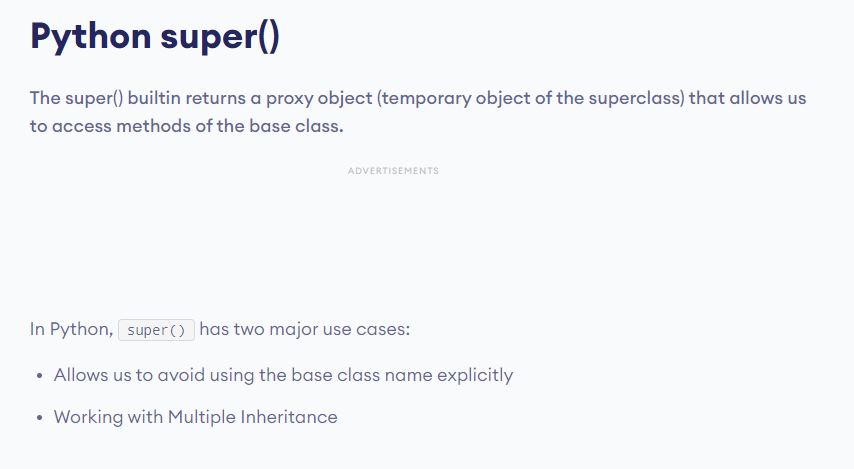 Python super()
The super() builtin returns a proxy object (temporary object of the superclass) that allows us
to access methods of the base class.
ADVERTISEMENTS
In Python, super() has two major use cases:
• Allows us to avoid using the base class name explicitly
• Working with Multiple Inheritance